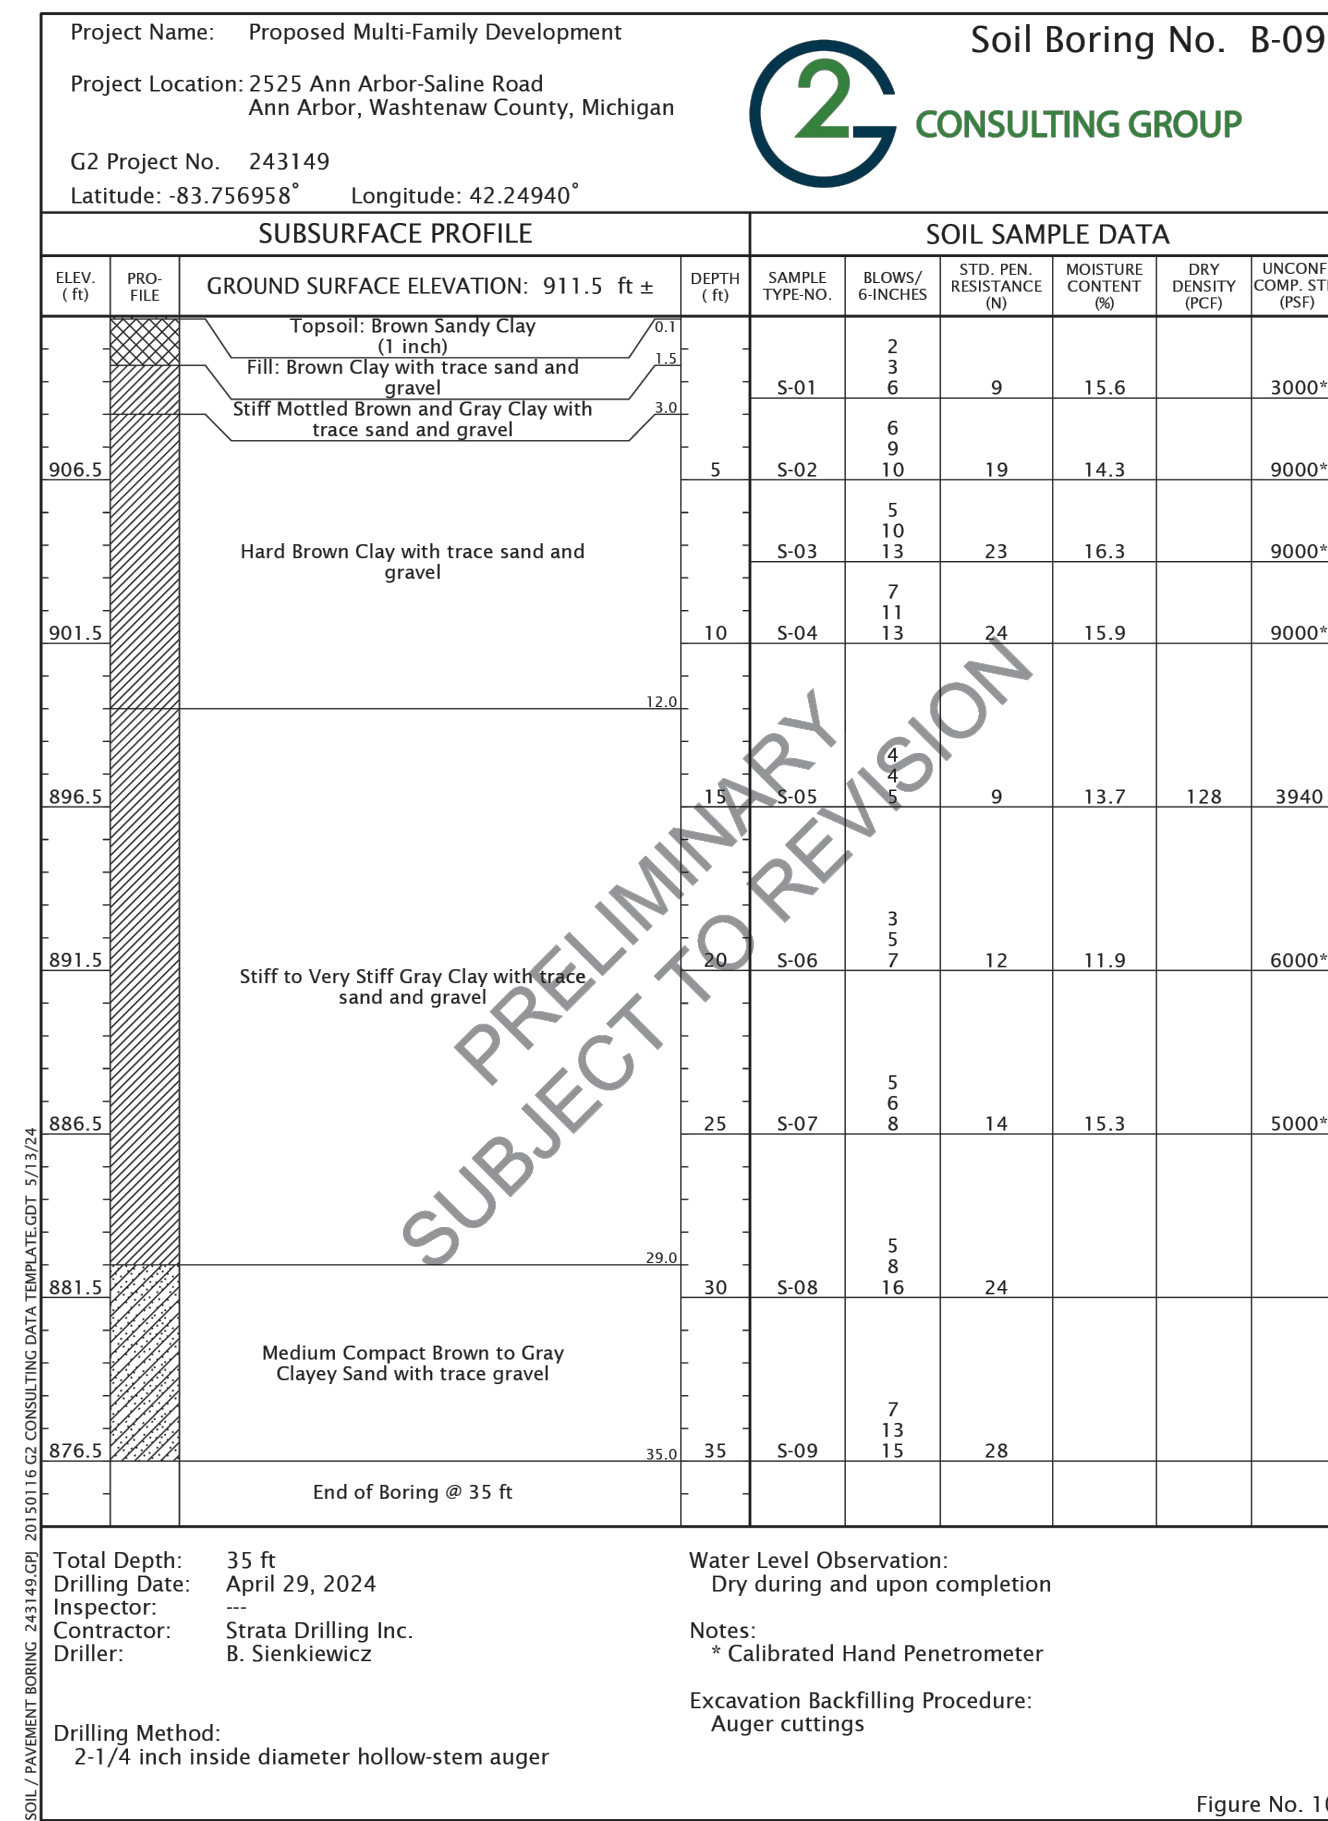 Project Name: Proposed Multi-Family Development
Soil Boring No. B-09
Project Location: 2525 Ann Arbor-Saline Road
Ann Arbor, Washtenaw County, Michigan
G2 CONSULTING GROUP
G2 Project No. 243149
Latitude: -83.756958° Longitude: 42.24940°
SUBSURFACE PROFILE
SOIL SAMPLE DATA
ELEV. ( ft)
PRO- FILE
GROUND SURFACE ELEVATION: 911.5 ft ±
DEPTH ( ft)
SAMPLE TYPE-NO.
BLOWS/ 6-INCHES
STD. PEN. RESISTANCE (N)
MOISTURE CONTENT (%)
DRY DENSITY (PCF)
UNCONF COMP. ST (PSF)
Topsoil: Brown Sandy Clay
(1 inch)
0.1
Fill: Brown Clay with trace sand and
gravel
1.5
Stiff Mottled Brown and Gray Clay with
trace sand and gravel
3.0
2
3
S-01 6 9 15.6 3000*
6
9
906.5 5 S-02 10 19 14.3 9000*
5
10
Hard Brown Clay with trace sand and
gravel
S-03 13 23 16.3 9000*
7
11
901.5 10 S-04 13 24 15.9 9000*
12.0
4
4
896.5 15 S-05 5 9 13.7 128 3940
3
5
891.5 20 S-06 7 12 11.9 6000*
Stiff to Very Stiff Gray Clay with trace
sand and gravel
5
6
886.5 25 S-07 8 14 15.3 5000*
29.0
5
8
881.5 30 S-08 16 24
Medium Compact Brown to Gray
Clayey Sand with trace gravel
7
13
876.5 35.0 35 S-09 15 28
End of Boring @ 35 ft
PRELIMINARY
SUBJECT TO REVISION
Total Depth: 35 ft
Drilling Date: April 29, 2024
Inspector: ---
Contractor: Strata Drilling Inc.
Driller: B. Sienkiewicz
Drilling Method:
2-1/4 inch inside diameter hollow-stem auger
Water Level Observation:
Dry during and upon completion
Notes:
* Calibrated Hand Penetrometer
Excavation Backfilling Procedure:
Auger cuttings
Figure No. 1
SOIL / PAVEMENT BORING 243149.GPJ 20150116 G2 CONSULTING DATA TEMPLATE.GDT 5/13/24